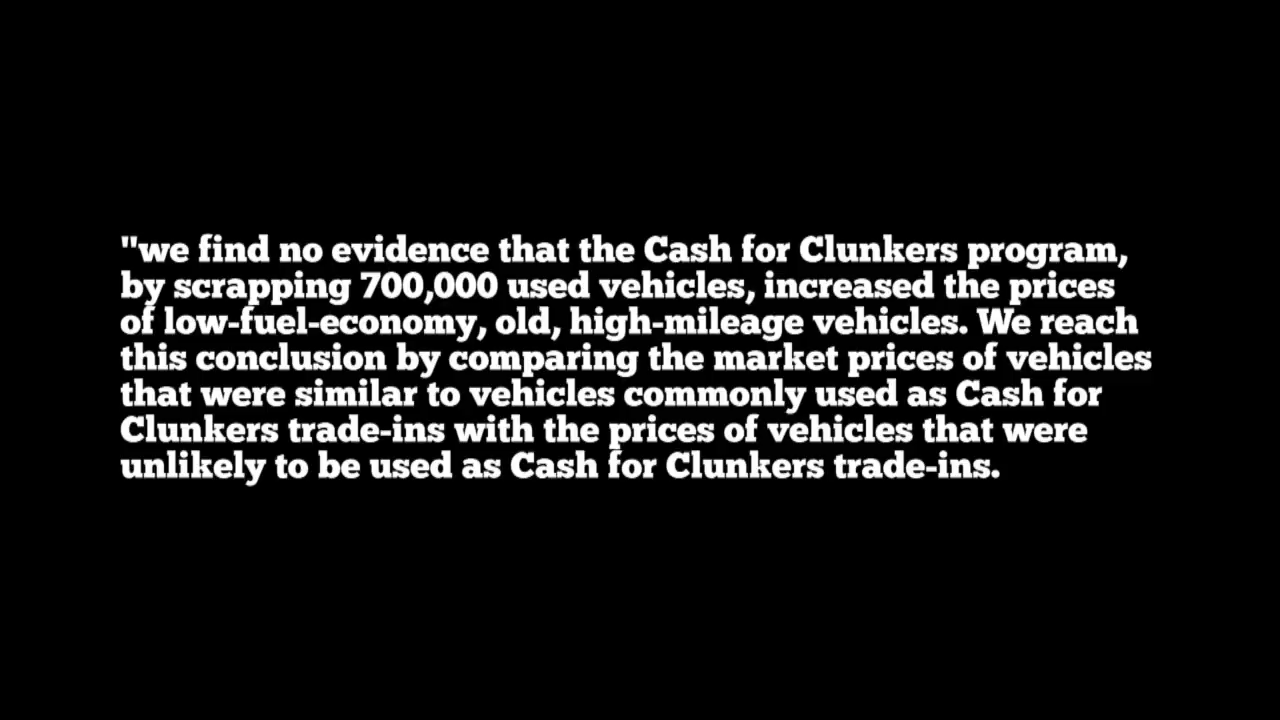 "we find no evidence that the Cash for Clunkers program,
by scrapping 700,000 used vehicles, increased the prices
of low-fuel-economy, old, high-mileage vehicles. We reach
this conclusion by comparing the market prices of vehicles
that were similar to vehicles commonly used as Cash for
Clunkers trade-ins with the prices of vehicles that were
unlikely to be used as Cash for Clunkers trade-ins.